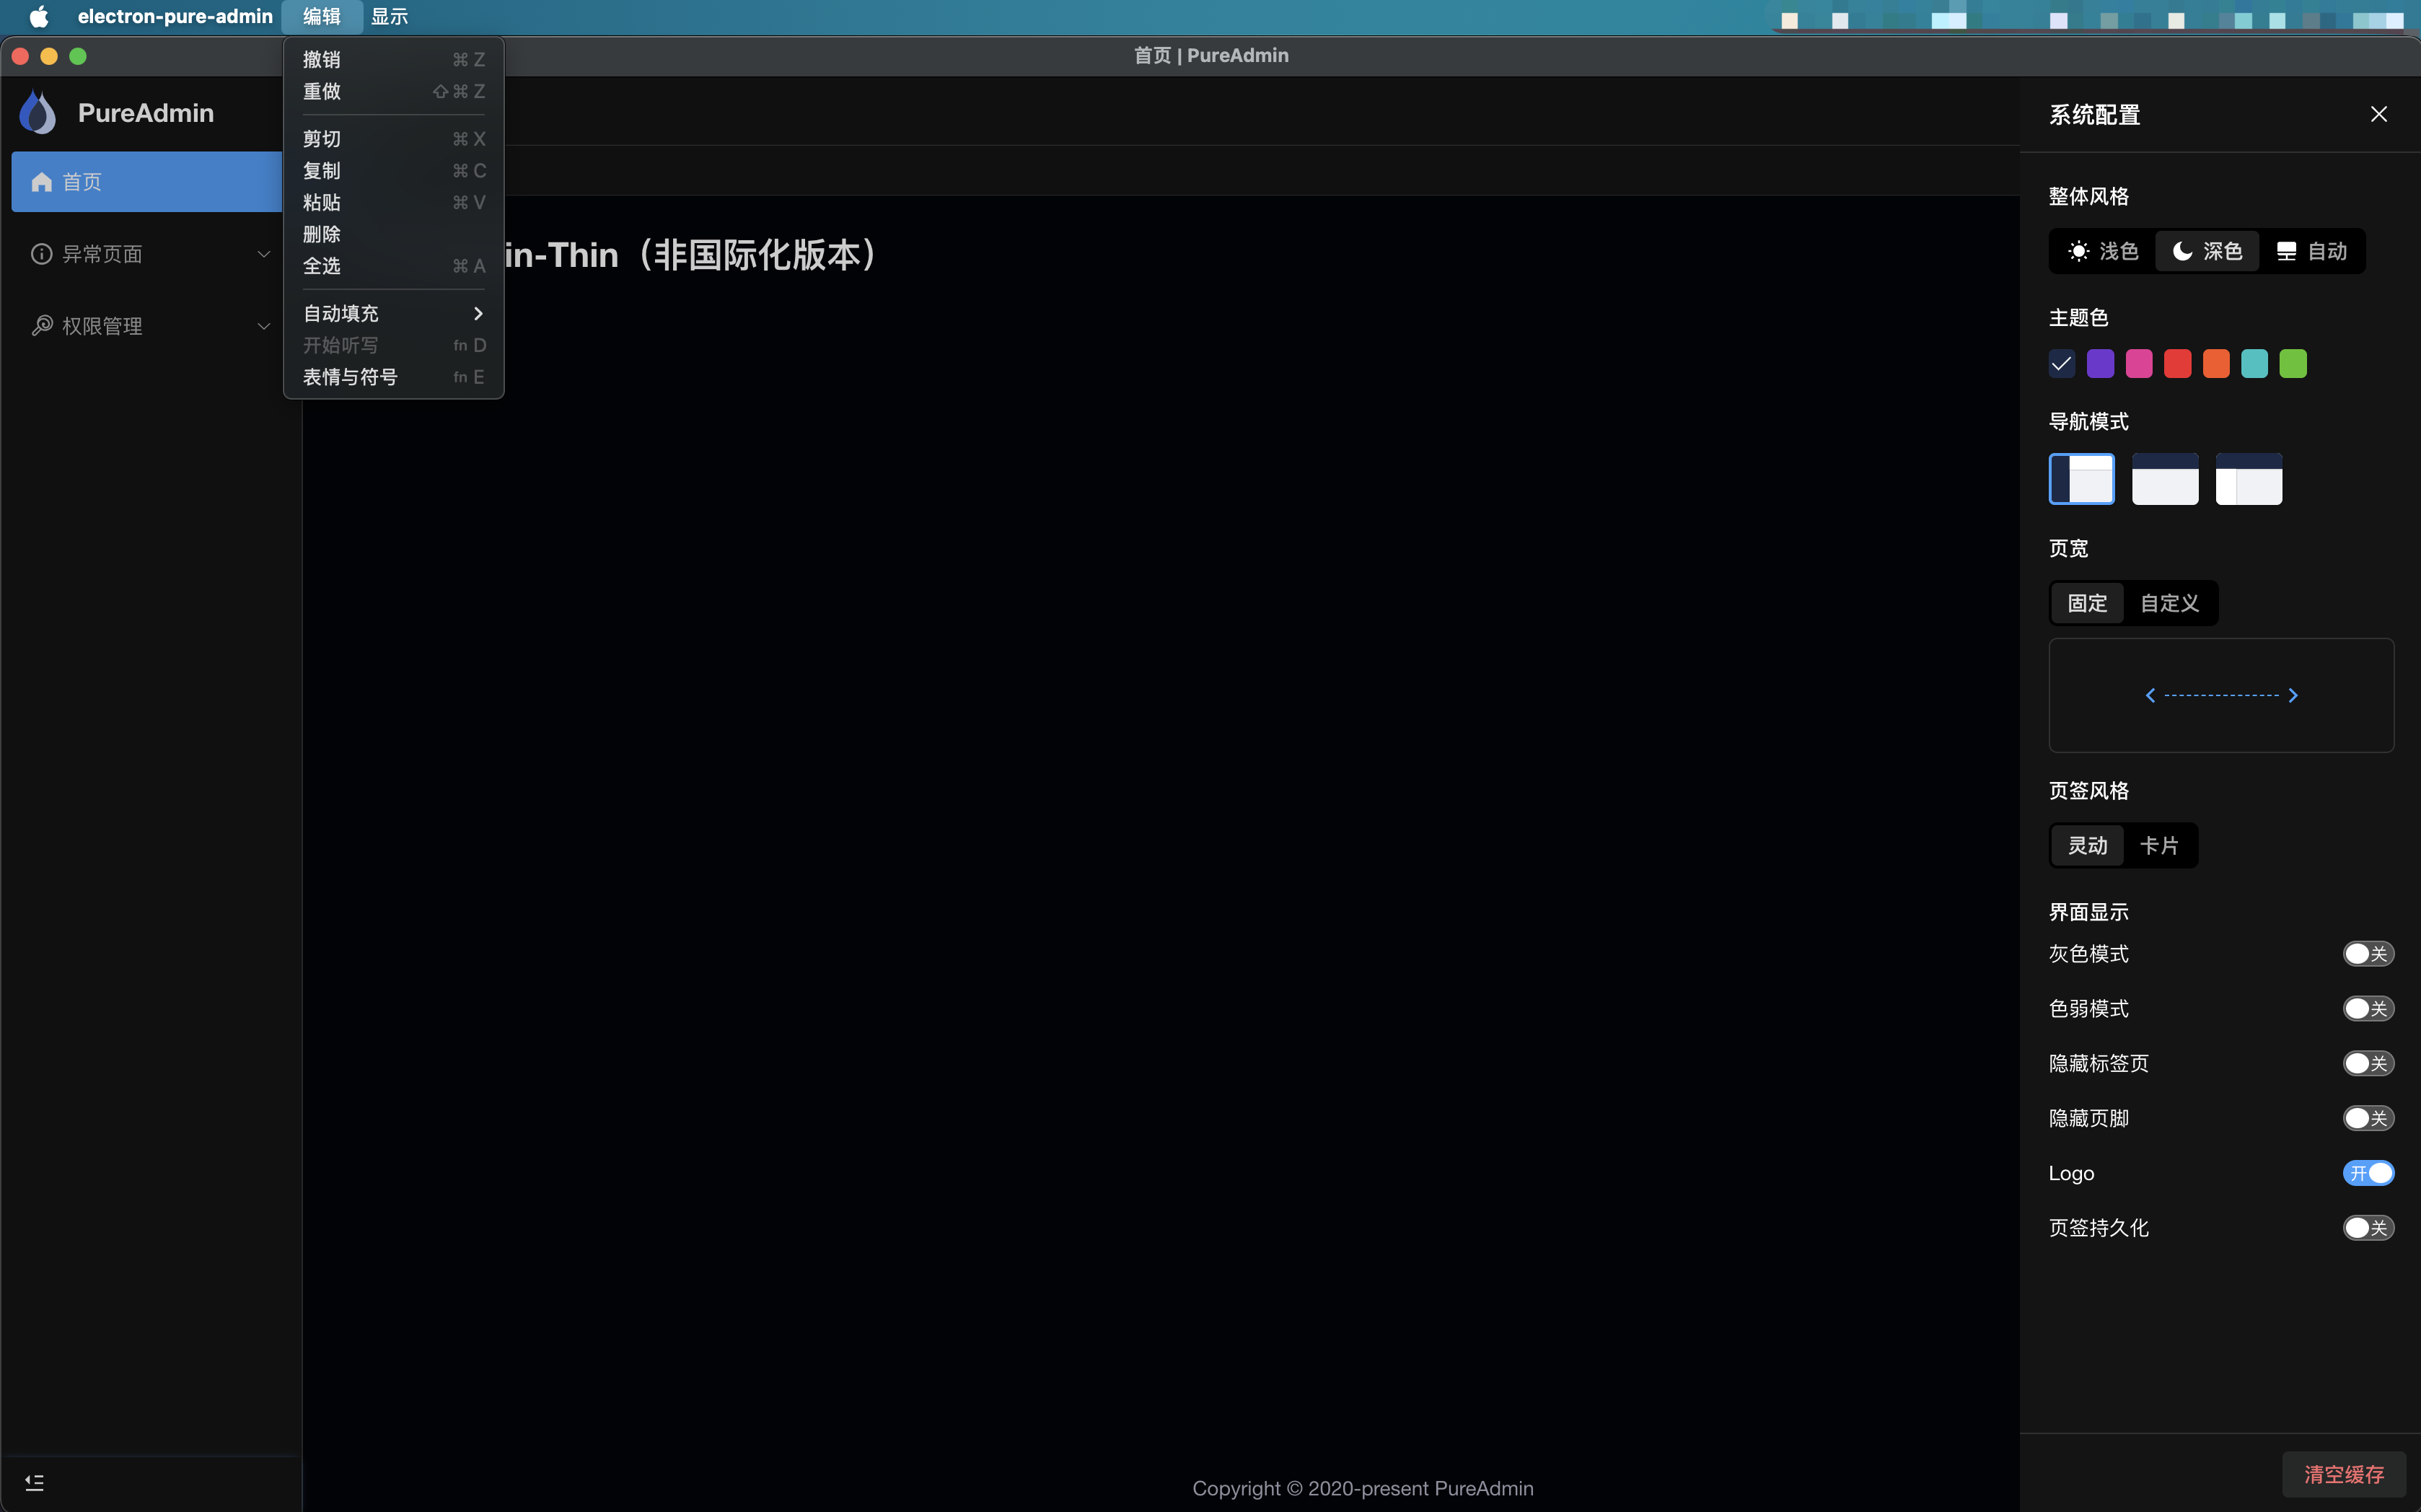 electron-pure-admin 编辑 显示
首页 | PureAdmin
撤销 ⌘ Z
重做 ⇧ ⌘ Z
剪切 ⌘ X
复制 ⌘ C
粘贴 ⌘ V
删除
全选 ⌘ A
自动填充
开始听写 fn D
表情与符号 fn E
PureAdmin
首页
异常页面
权限管理
in-Thin（非国际化版本）
Copyright © 2020-present PureAdmin
系统配置
整体风格
浅色 深色 自动
主题色
导航模式
页宽
固定 自定义
页签风格
灵动 卡片
界面显示
灰色模式 关
色弱模式 关
隐藏标签页 关
隐藏页脚 关
Logo 开
页签持久化 关
清空缓存